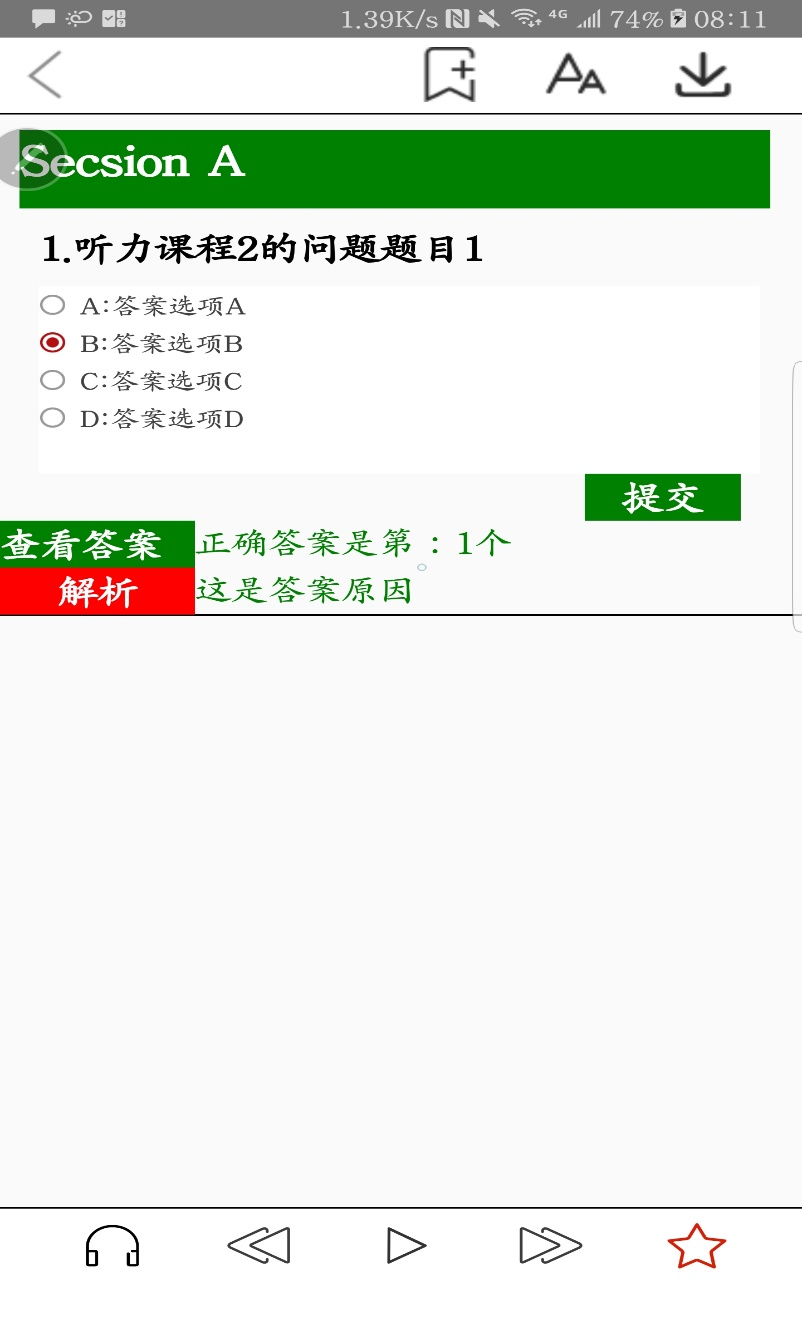 1.39K/s 4G 74% 08:11
AA
Secsion A
1.听力课程2的问题题目1
A:答案选项A
B:答案选项B
C:答案选项C
D:答案选项D
提交
查看答案 正确答案是第：1个
解析 这是答案原因